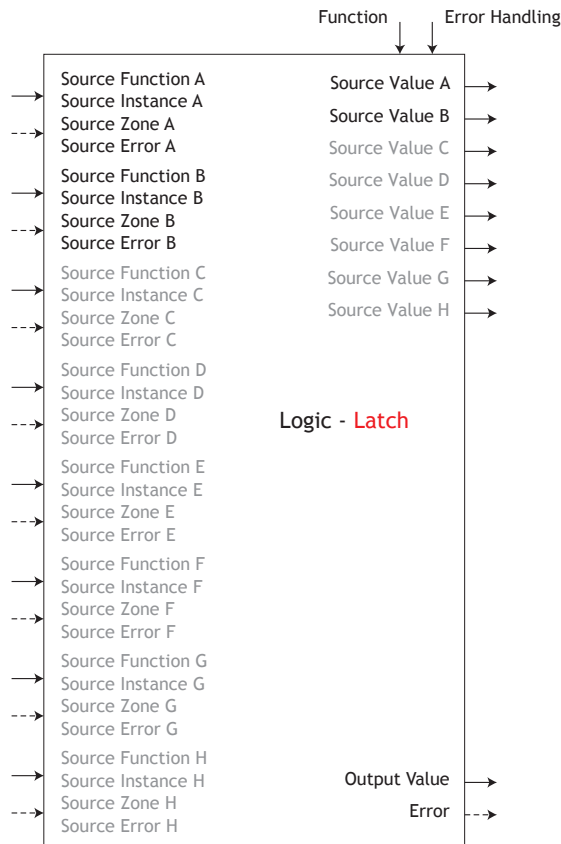 Function Error Handling
Source Function A
Source Instance A
Source Zone A
Source Error A
Source Function B
Source Instance B
Source Zone B
Source Error B
Source Function C
Source Instance C
Source Zone C
Source Error C
Source Function D
Source Instance D
Source Zone D
Source Error D
Source Function E
Source Instance E
Source Zone E
Source Error E
Source Function F
Source Instance F
Source Zone F
Source Error F
Source Function G
Source Instance G
Source Zone G
Source Error G
Source Function H
Source Instance H
Source Zone H
Source Error H
Source Value A
Source Value B
Source Value C
Source Value D
Source Value E
Source Value F
Source Value G
Source Value H
Logic - Latch
Output Value
Error